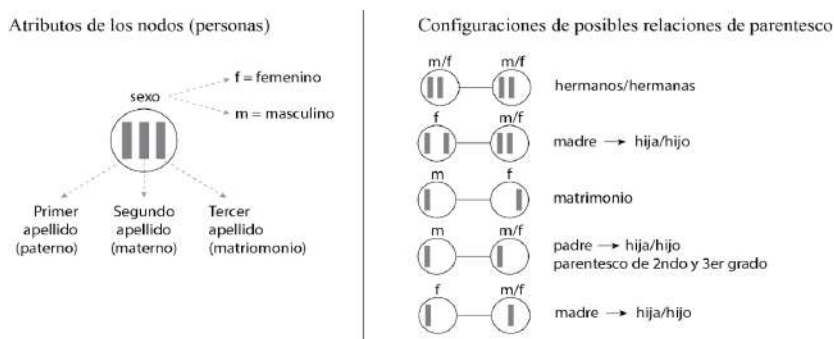 Atributos de los nodos (personas)
f = femenino
sexo
m = masculino
Primer
apellido
(paterno)
Segundo
apellido
(materno)
Tercer
apellido
(matriomonio)
Configuraciones de posibles relaciones de parentesco
m/f m/f
hermanos/hermanas
f m/f
madre → hija/hijo
m f
matrimonio
m m/f
padre → hija/hijo
parentesco de 2ndo y 3er grado
f m/f
madre → hija/hijo